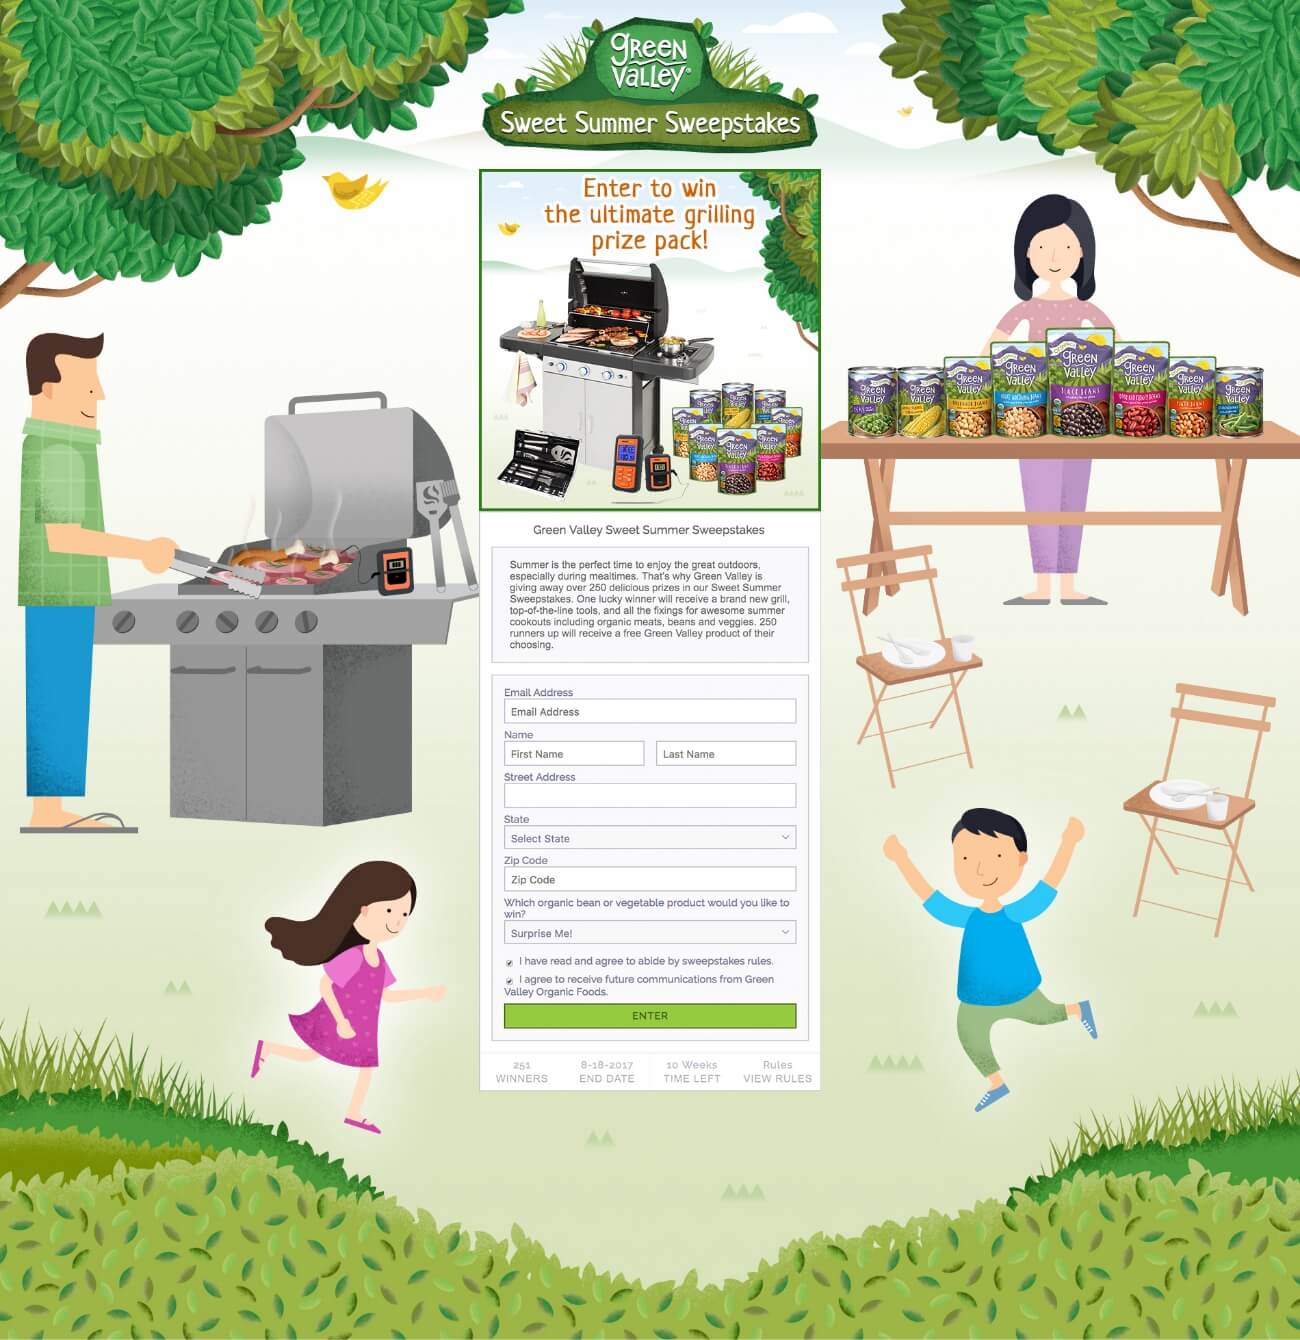 green
valley®
Sweet Summer Sweepstakes
Enter to win
the ultimate grilling
prize pack!
green
valley
BLACK BEANS
Green Valley Sweet Summer Sweepstakes
Summer is the perfect time to enjoy the great outdoors,
especially during mealtimes. That's why Green Valley is
giving away over 250 delicious prizes in our Sweet Summer
Sweepstakes. One lucky winner will receive a brand new grill,
top-of-the-line tools, and all the fixings for awesome summer
cookouts including organic meats, beans and veggies. 250
runners up will receive a free Green Valley product of their
choosing.
Email Address
Email Address
Name
First Name
Last Name
Street Address
State
Select State
Zip Code
Zip Code
Which organic bean or vegetable product would you like to
win?
Surprise Me!
I have read and agree to abide by sweepstakes rules.
I agree to receive future communications from Green
Valley Organic Foods.
ENTER
251 8-18-2017 10 Weeks Rules
WINNERS END DATE TIME LEFT VIEW RULES